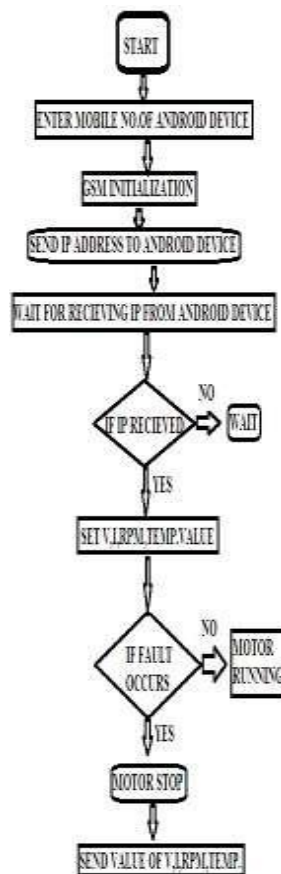 START
ENTER MOBILE NO.OF ANDROID DEVICE
GSM INITIALIZATION
SEND IP ADDRESS TO ANDROID DEVICE
WAIT FOR RECIEVING IP FROM ANDROID DEVICE
IF IP RECIEVED
NO
WAIT
YES
SET V,I,RPM,TEMP.VALUE
IF FAULT
OCCURS
NO
MOTOR
RUNNING
YES
MOTOR STOP
SEND VALUE OF V,I,RPM,TEMP.